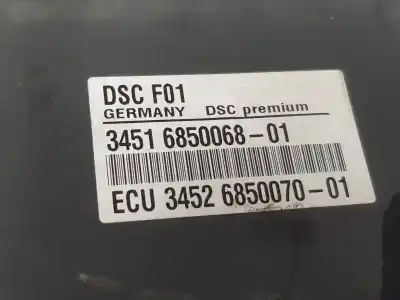 DSC F01
GERMANY DSC premium
3451 6850068-01
ECU 3452 6850070-01